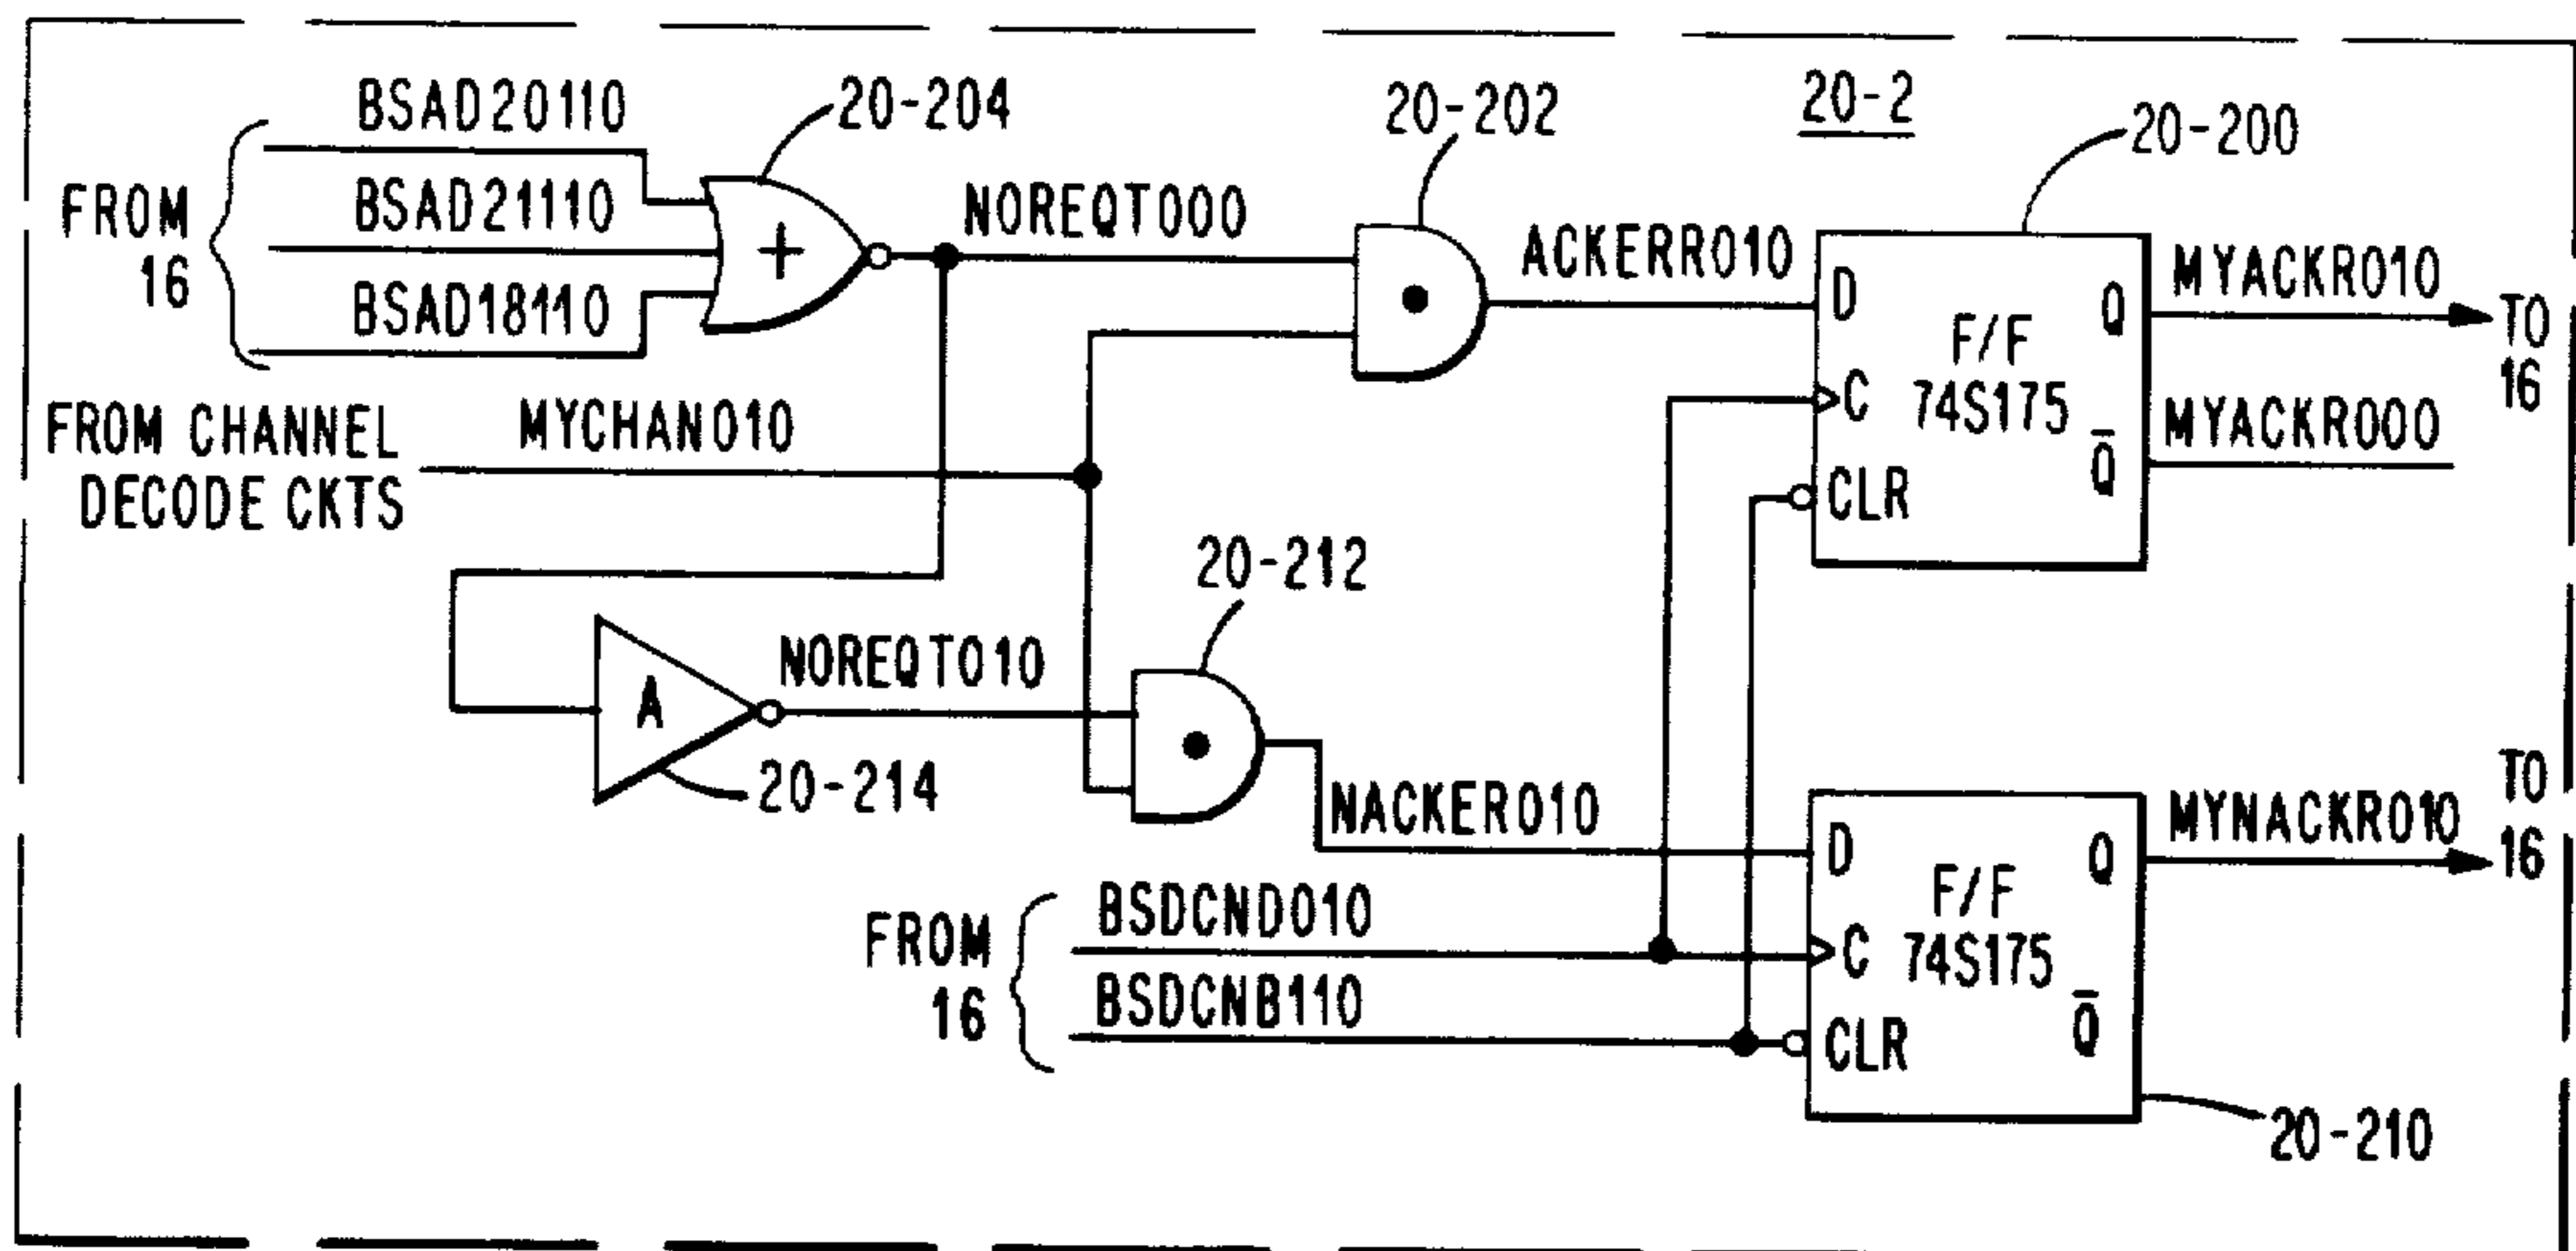 BSAD20110
20-204
20-202
20-2
20-200
FROM
16
BSAD21110
BSAD18110
NOREQT000
ACKERR010
D
Q
F/F
74S175
C
Q̅
CLR
MYACKR010
TO
16
MYACKR000
+
FROM CHANNEL
DECODE CKTS
MYCHAN010
20-212
A
NOREQT010
20-214
NACKER010
D
Q
F/F
74S175
C
Q̅
CLR
MYNACKR010
TO
16
FROM
16
BSDCND010
BSDCNB110
20-210